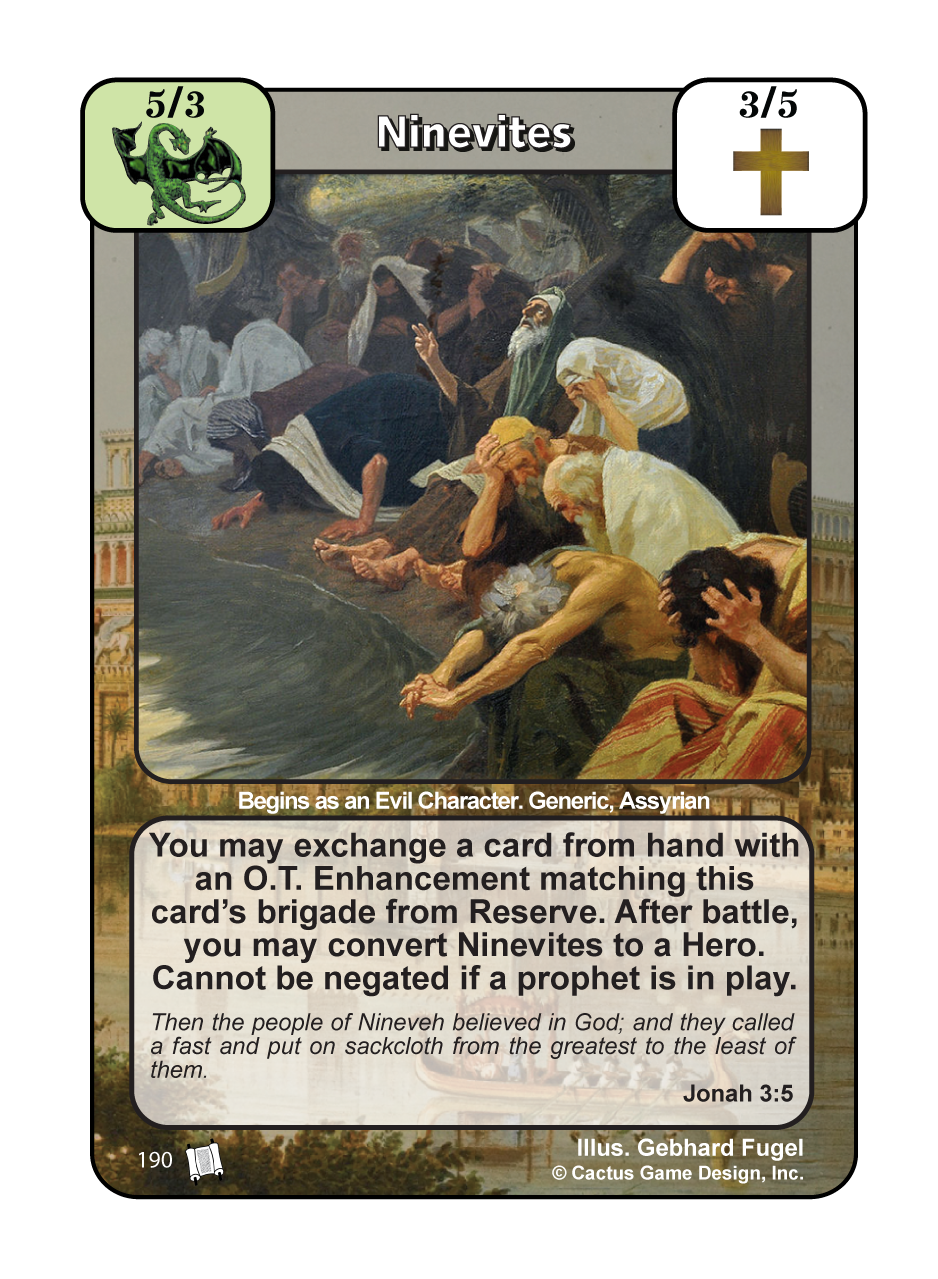 5/3
Ninevites
3/5
Begins as an Evil Character. Generic, Assyrian
You may exchange a card from hand with
an O.T. Enhancement matching this
card's brigade from Reserve. After battle,
you may convert Ninevites to a Hero.
Cannot be negated if a prophet is in play.
Then the people of Nineveh believed in God; and they called
a fast and put on sackcloth from the greatest to the least of
them.
Jonah 3:5
190
Illus. Gebhard Fugel
© Cactus Game Design, Inc.